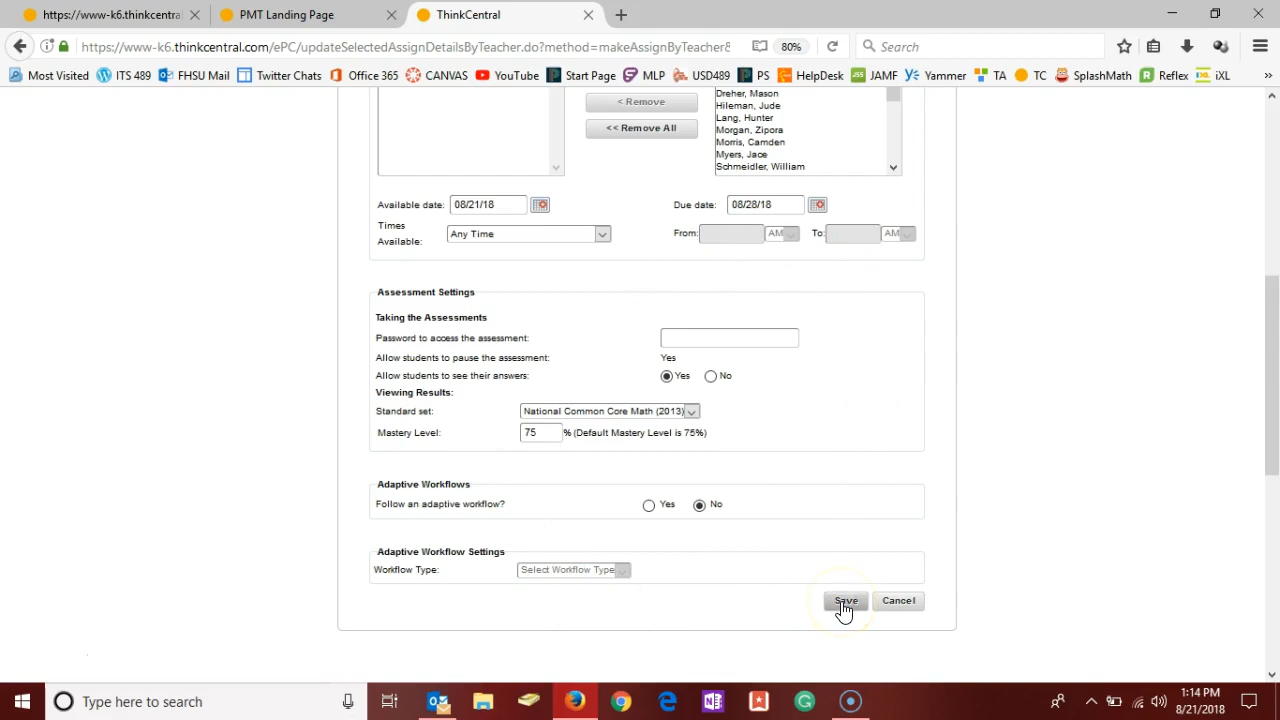 https://www-k6.thinkcentral... PMT Landing Page ThinkCentral
https://www-k6.thinkcentral.com/ePC/updateSelectedAssignDetailsByTeacher.do?method=makeAssignByTeacher& 80% Search
Most Visited ITS 489 FHSU Mail Twitter Chats Office 365 CANVAS YouTube Start Page MLP USD489 PS HelpDesk JAMF Yammer TA TC SplashMath Reflex iXL
< Remove
<< Remove All
Dreher, Mason
Hileman, Jude
Lang, Hunter
Morgan, Zipora
Morris, Camden
Myers, Jace
Schmeidler, William
Available date: 08/21/18 Due date: 08/28/18
Times
Available: Any Time From: AM To: AM
Assessment Settings
Taking the Assessments
Password to access the assessment:
Allow students to pause the assessment: Yes
Allow students to see their answers: Yes No
Viewing Results:
Standard set: National Common Core Math (2013)
Mastery Level: 75 % (Default Mastery Level is 75%)
Adaptive Workflows
Follow an adaptive workflow? Yes No
Adaptive Workflow Settings
Workflow Type: Select Workflow Type
Save Cancel
Type here to search
1:14 PM
8/21/2018